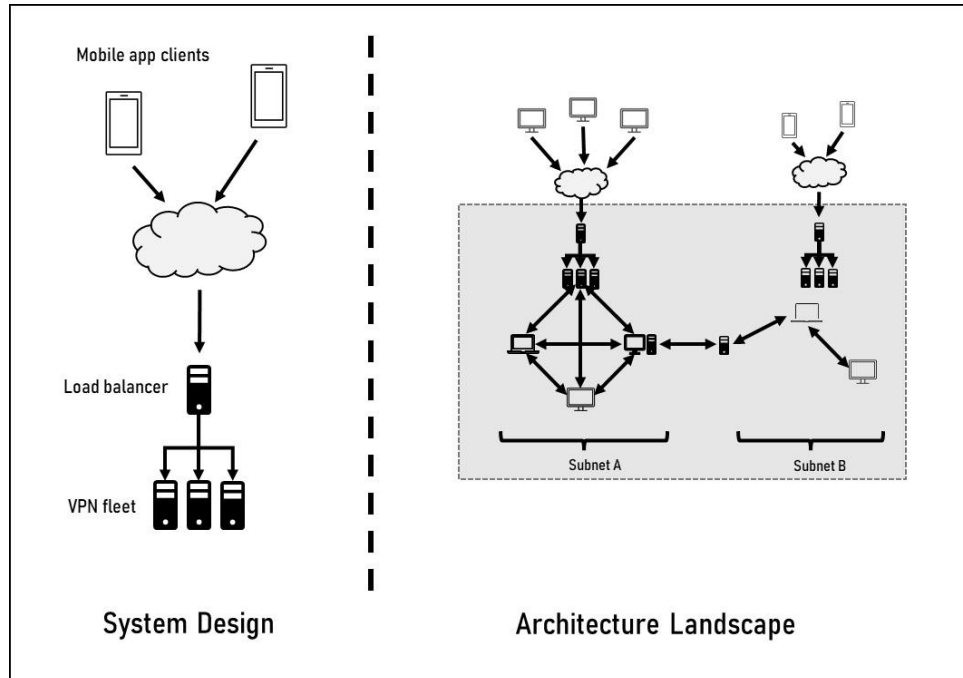 Mobile app clients
Load balancer
VPN fleet
System Design
Subnet A
Subnet B
Architecture Landscape